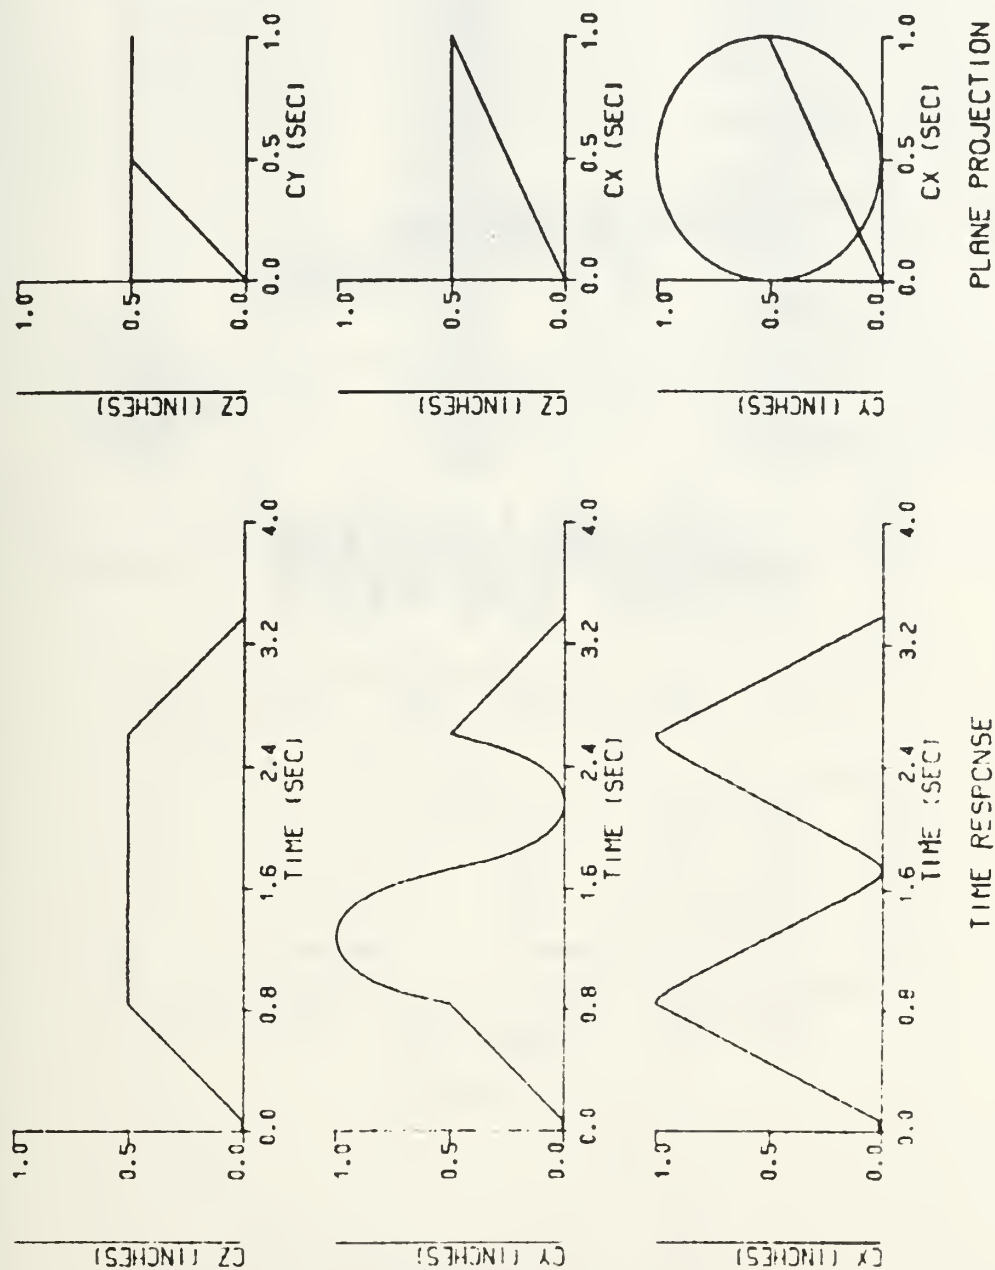 1.0
0.5
0.0
CZ (INCHES)
0.0 0.5 1.0
CY (SEC)
1.0
0.5
0.0
CZ (INCHES)
0.0 0.5 1.0
CX (SEC)
1.0
0.5
0.0
CY (INCHES)
0.0 0.5 1.0
CX (SEC)
PLANE PROJECTION
1.0
0.5
0.0
CZ (INCHES)
0.0 0.8 1.6 2.4 3.2 4.0
TIME (SEC)
1.0
0.5
0.0
CY (INCHES)
0.0 0.8 1.6 2.4 3.2 4.0
TIME (SEC)
1.0
0.5
0.0
CX (INCHES)
0.0 0.8 1.6 2.4 3.2 4.0
TIME (SEC)
TIME RESPONSE